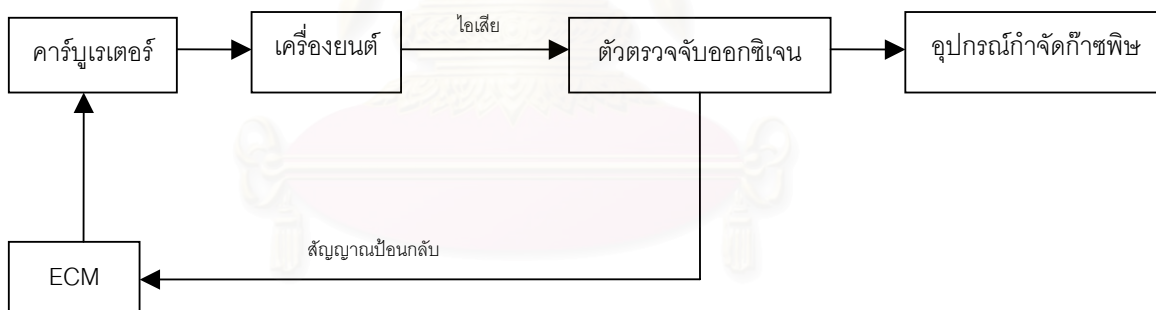 คาร์บูเรเตอร์
เครื่องยนต์
ไอเสีย
ตัวตรวจจับออกซิเจน
อุปกรณ์กำจัดก๊าซพิษ
สัญญาณป้อนกลับ
ECM